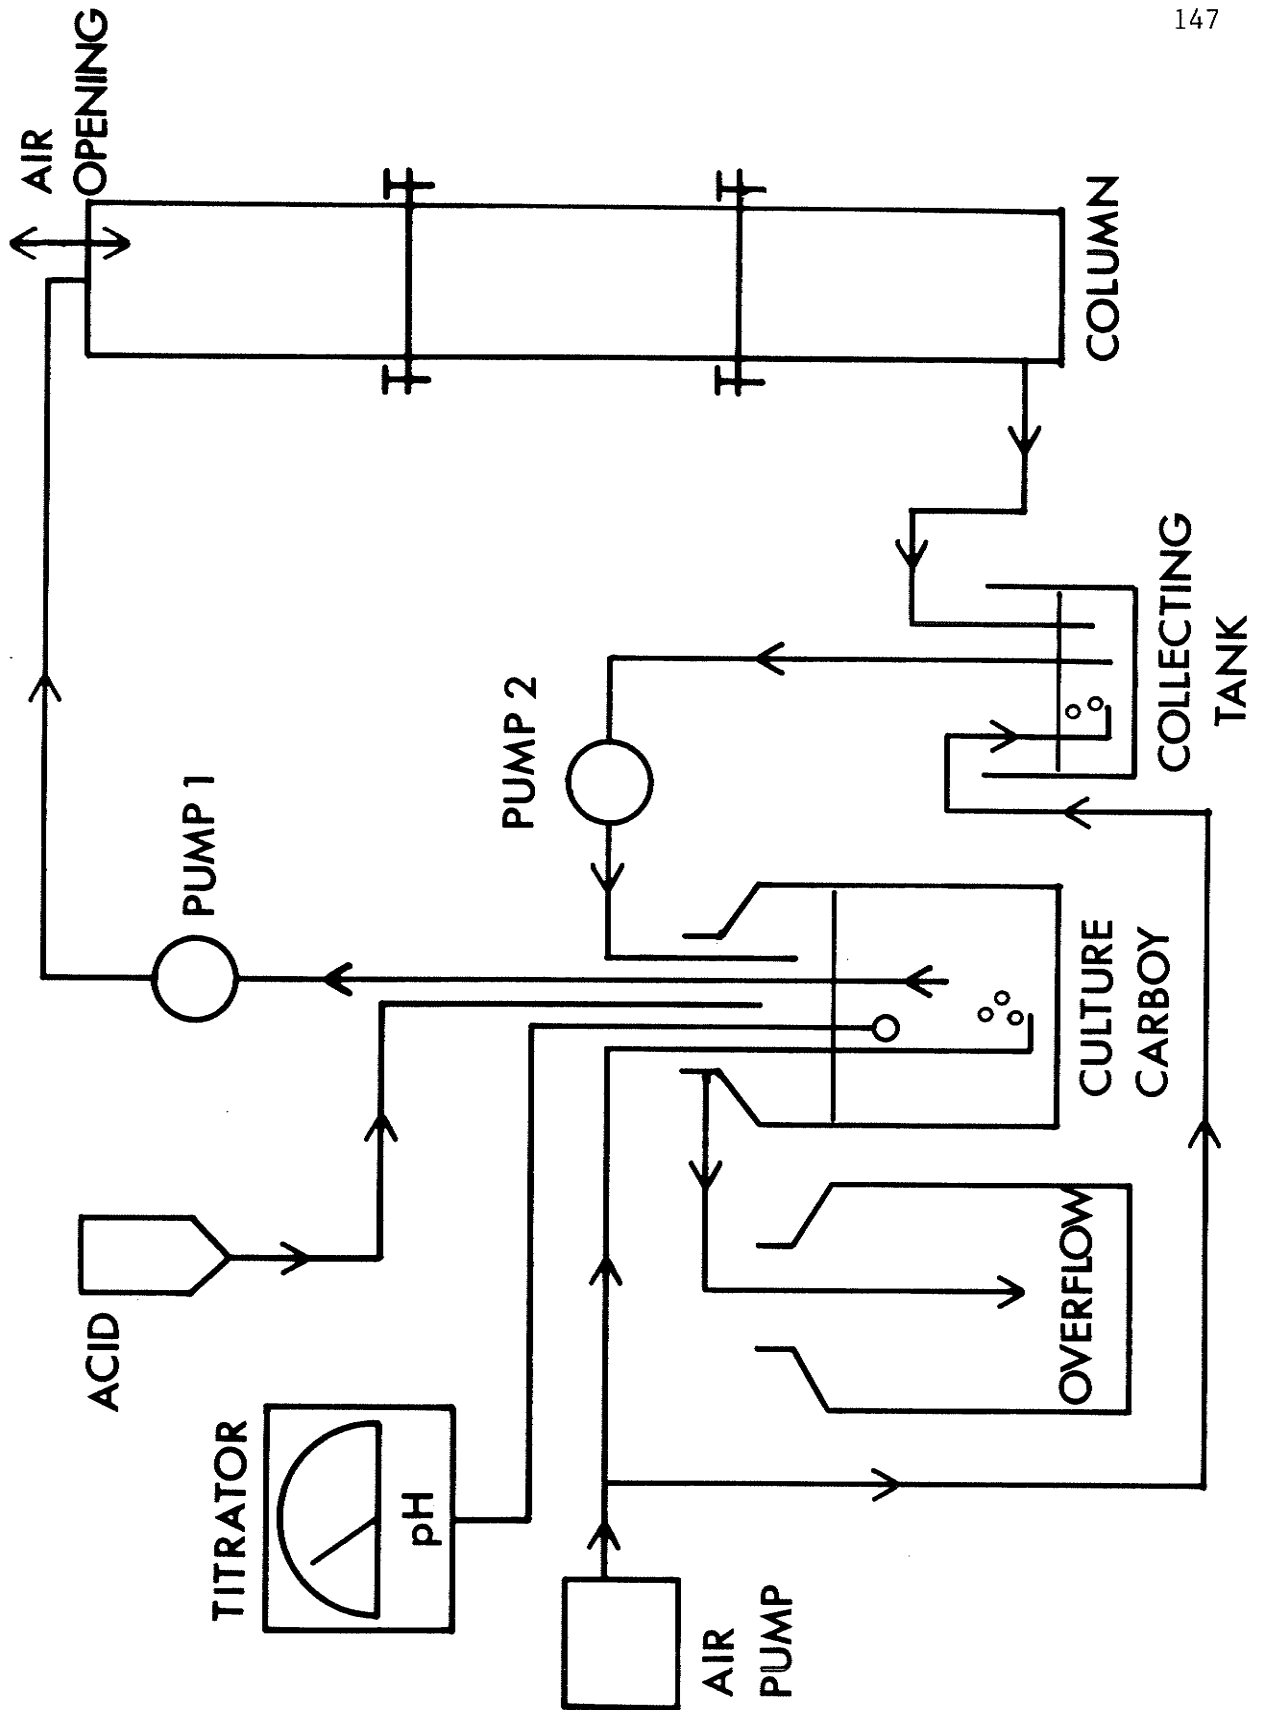 147
AIR
OPENING
COLUMN
PUMP 1
PUMP 2
COLLECTING
TANK
ACID
TITRATOR
pH
CULTURE
CARBOY
OVERFLOW
AIR
PUMP